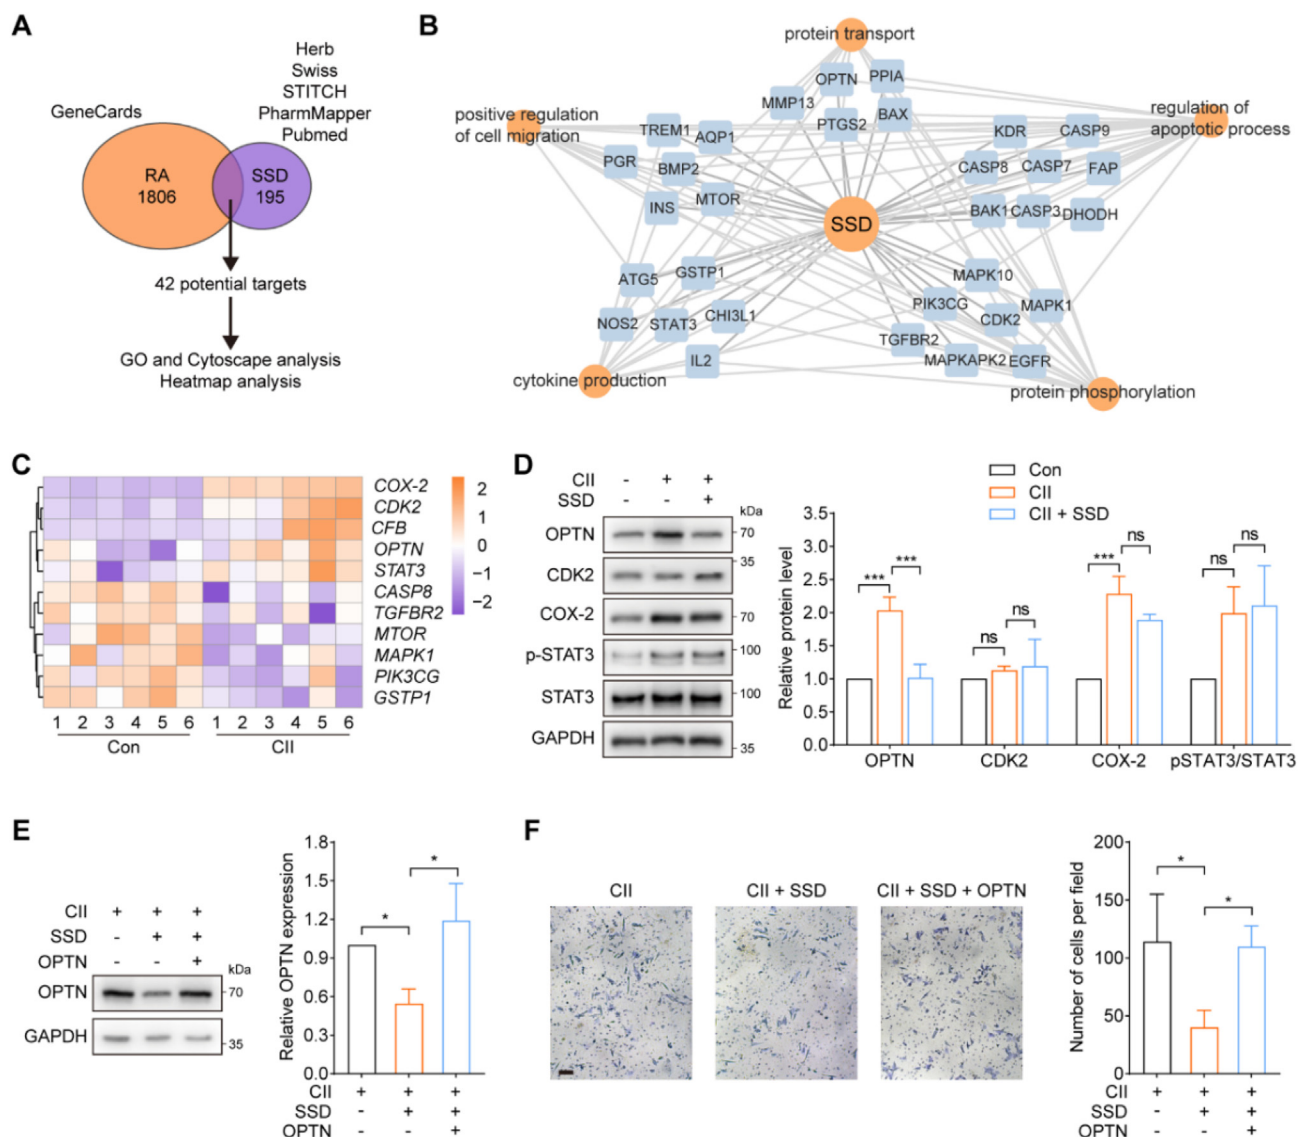 A
Herb
Swiss
STITCH
PharmMapper
Pubmed
GeneCards
RA
1806
SSD
195
42 potential targets
GO and Cytoscape analysis
Heatmap analysis
B
protein transport
positive regulation
of cell migration
regulation of
apoptotic process
OPTN
PPIA
MMP13
PTGS2
BAX
TREM1
AQP1
KDR
CASP9
PGR
BMP2
CASP8
CASP7
FAP
INS
MTOR
SSD
BAK1
CASP3
DHODH
ATG5
GSTP1
MAPK10
PIK3CG
MAPK1
NOS2
STAT3
CHI3L1
CDK2
TGFBR2
IL2
MAPKAPK2
EGFR
cytokine production
protein phosphorylation
C
COX-2
CDK2
CFB
OPTN
STAT3
CASP8
TGFBR2
MTOR
MAPK1
PIK3CG
GSTP1
2
1
0
−1
−2
1 2 3 4 5 6 1 2 3 4 5 6
Con CII
D
CII - + +
SSD - - +
kDa
OPTN 70
35
CDK2
COX-2 70
p-STAT3 100
STAT3 100
GAPDH 35
Con
CII
CII + SSD
Relative protein level
3.5
3.0
2.5
2.0
1.5
1.0
0.5
0.0
*** ***
ns ns
*** ns
ns ns
OPTN CDK2 COX-2 pSTAT3/STAT3
E
CII + + +
SSD - + +
OPTN - - +
kDa
OPTN 70
GAPDH 35
Relative OPTN expression
1.8
1.5
1.2
0.9
0.6
0.3
0.0
*
*
CII + + +
SSD - + +
OPTN - - +
F
CII CII + SSD CII + SSD + OPTN
Number of cells per field
200
150
100
50
0
*
*
CII + + +
SSD - + +
OPTN - - +